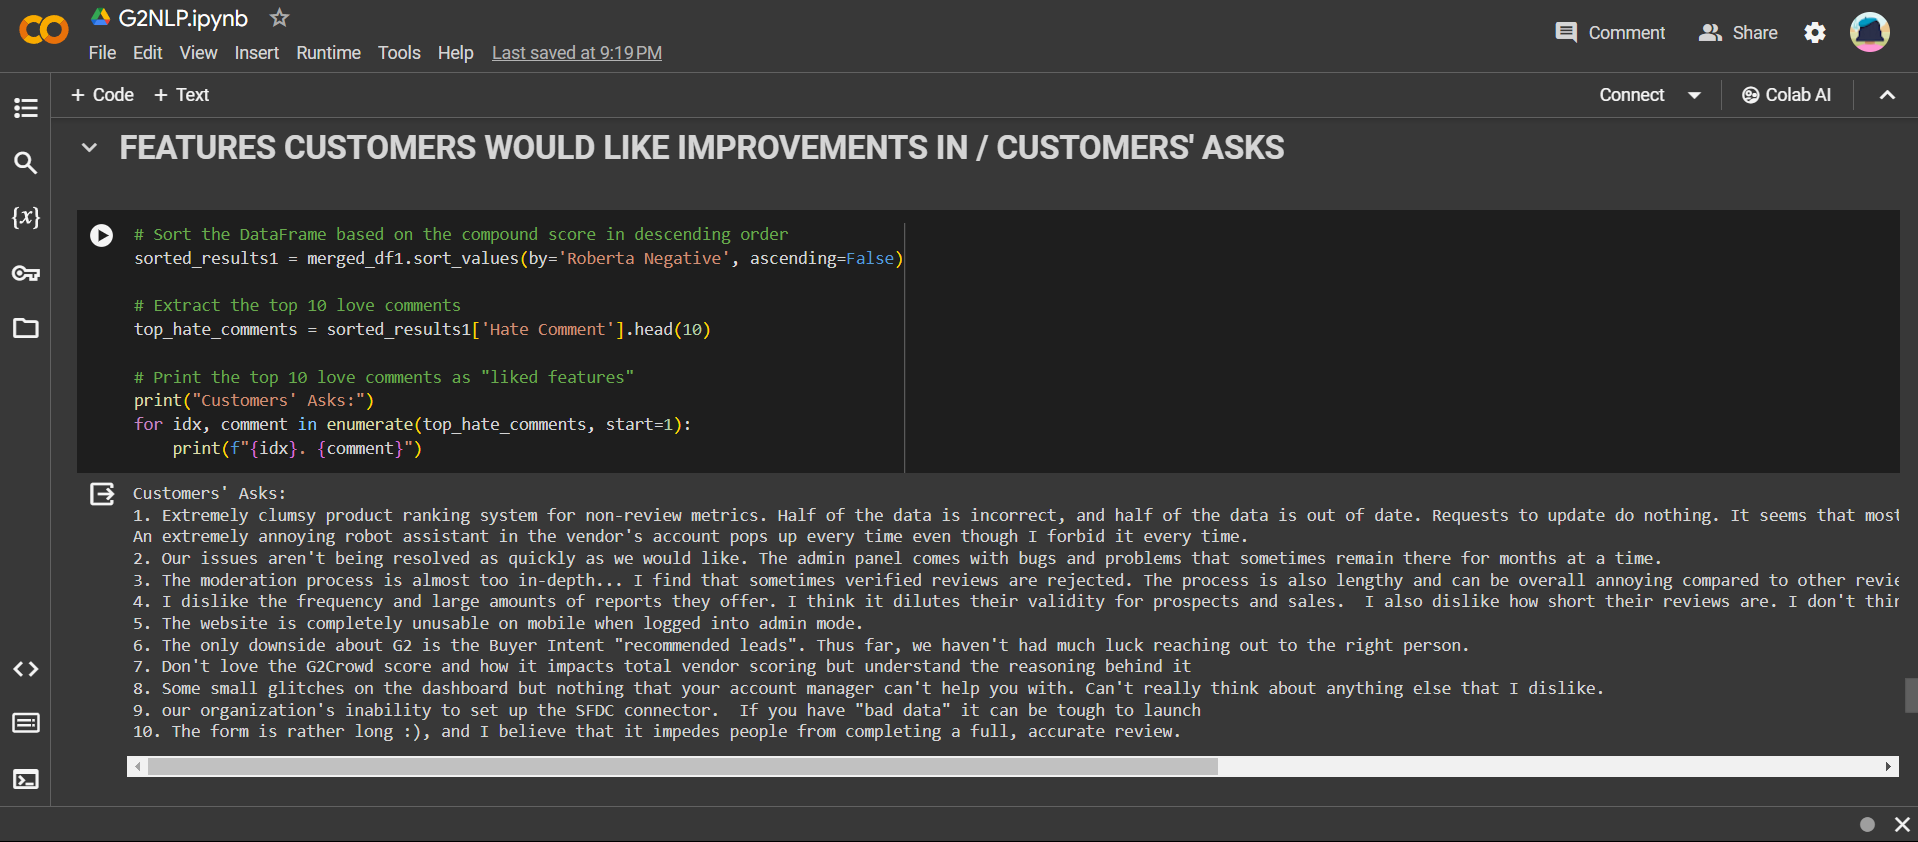 G2NLP.ipynb
File Edit View Insert Runtime Tools Help Last saved at 9:19 PM
Comment Share
+ Code + Text
Connect Colab AI
FEATURES CUSTOMERS WOULD LIKE IMPROVEMENTS IN / CUSTOMERS' ASKS
{x}
# Sort the DataFrame based on the compound score in descending order
sorted_results1 = merged_df1.sort_values(by='Roberta Negative', ascending=False)
# Extract the top 10 love comments
top_hate_comments = sorted_results1['Hate Comment'].head(10)
# Print the top 10 love comments as "liked features"
print("Customers' Asks:")
for idx, comment in enumerate(top_hate_comments, start=1):
    print(f"{idx}. {comment}")
Customers' Asks:
1. Extremely clumsy product ranking system for non-review metrics. Half of the data is incorrect, and half of the data is out of date. Requests to update do nothing. It seems that most
An extremely annoying robot assistant in the vendor's account pops up every time even though I forbid it every time.
2. Our issues aren't being resolved as quickly as we would like. The admin panel comes with bugs and problems that sometimes remain there for months at a time.
3. The moderation process is almost too in-depth... I find that sometimes verified reviews are rejected. The process is also lengthy and can be overall annoying compared to other
4. I dislike the frequency and large amounts of reports they offer. I think it dilutes their validity for prospects and sales.  I also dislike how short their reviews are. I don't
5. The website is completely unusable on mobile when logged into admin mode.
6. The only downside about G2 is the Buyer Intent "recommended leads". Thus far, we haven't had much luck reaching out to the right person.
7. Don't love the G2Crowd score and how it impacts total vendor scoring but understand the reasoning behind it
8. Some small glitches on the dashboard but nothing that your account manager can't help you with. Can't really think about anything else that I dislike.
9. our organization's inability to set up the SFDC connector.  If you have "bad data" it can be tough to launch
10. The form is rather long :), and I believe that it impedes people from completing a full, accurate review.